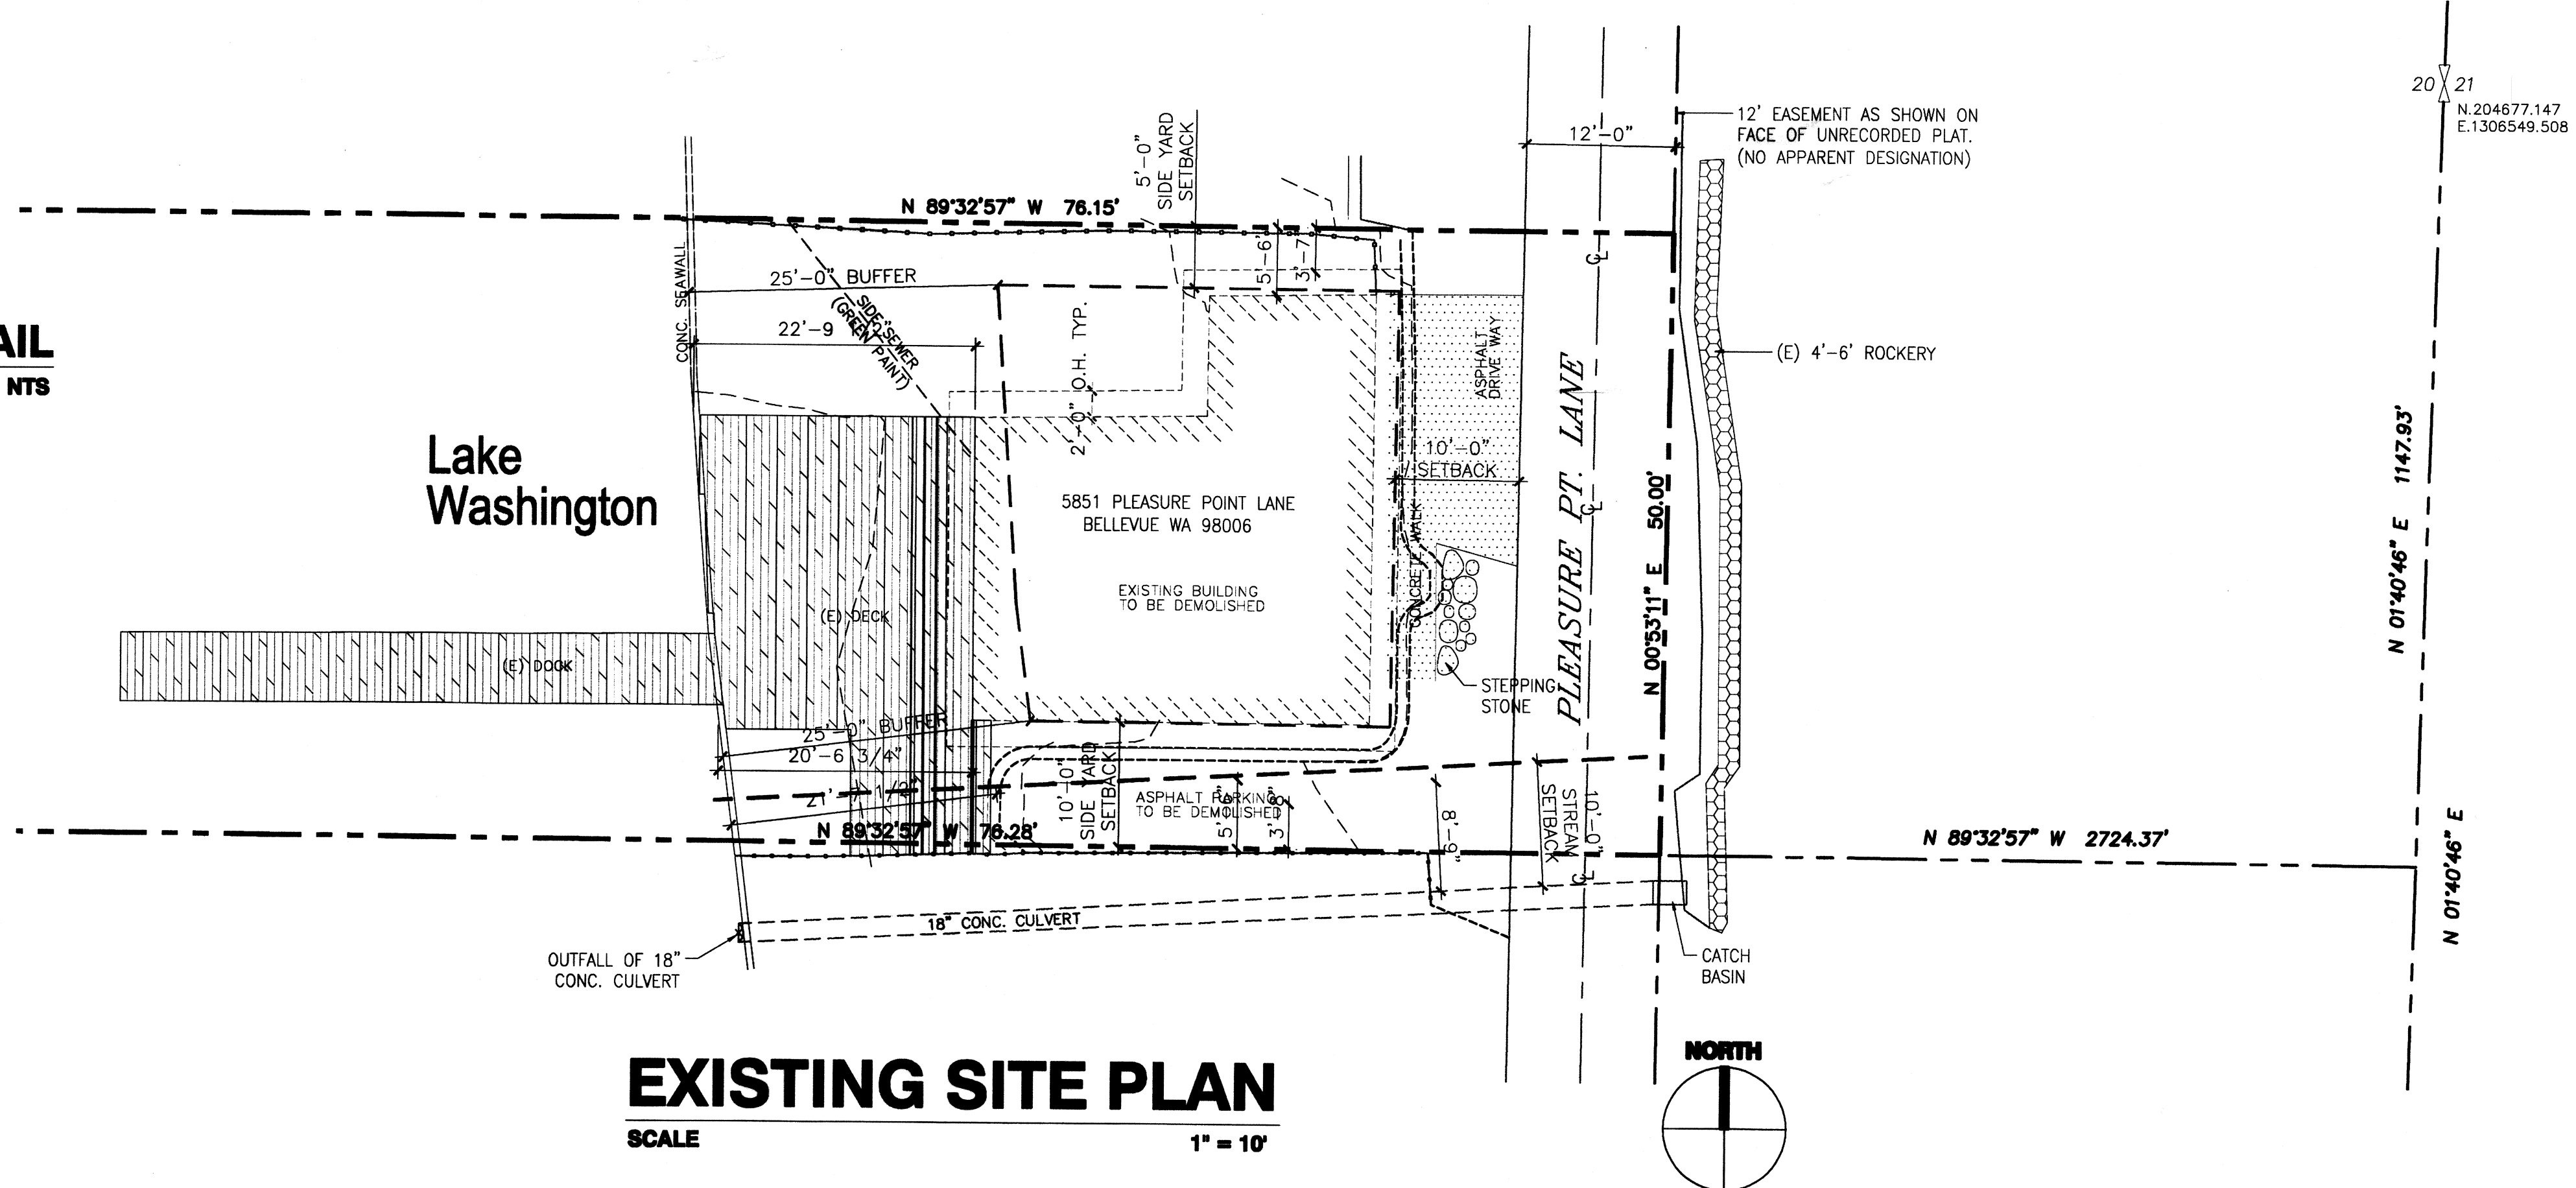 20 21
N.204677.147
E.1306549.508
12' EASEMENT AS SHOWN ON
FACE OF UNRECORDED PLAT.
(NO APPARENT DESIGNATION)
12'-0"
5'-0"
SIDE YARD
SETBACK
N 89°32'57" W 76.15'
5'-6"
3'-7"
CONC. SEAWALL
25'-0" BUFFER
SIDE SEWER
(GREEN PAINT)
22'-9
2'-0" O.H. TYP.
ASPHALT
DRIVE WAY
(E) 4'-6' ROCKERY
AIL
NTS
Lake
Washington
10'-0"
SETBACK
PLEASURE PT. LANE
5851 PLEASURE POINT LANE
BELLEVUE WA 98006
EXISTING BUILDING
TO BE DEMOLISHED
CONCRETE WALK
N 00°53'11" E 50.00'
N 01°40'46" E 1147.93'
(E) DECK
(E) DOCK
STEPPING
STONE
25'-0" BUFFER
20'-6 3/4"
21'- 1/2"
10'-0"
SIDE YARD
SETBACK
ASPHALT PARKING
TO BE DEMOLISHED
5'-6"
3'-8"
8'-9"
10'-0"
STREAM
SETBACK
N 89°32'57" W 76.28'
N 89°32'57" W 2724.37'
N 01°40'46" E
18" CONC. CULVERT
OUTFALL OF 18"
CONC. CULVERT
CATCH
BASIN
EXISTING SITE PLAN
SCALE 1" = 10'
NORTH